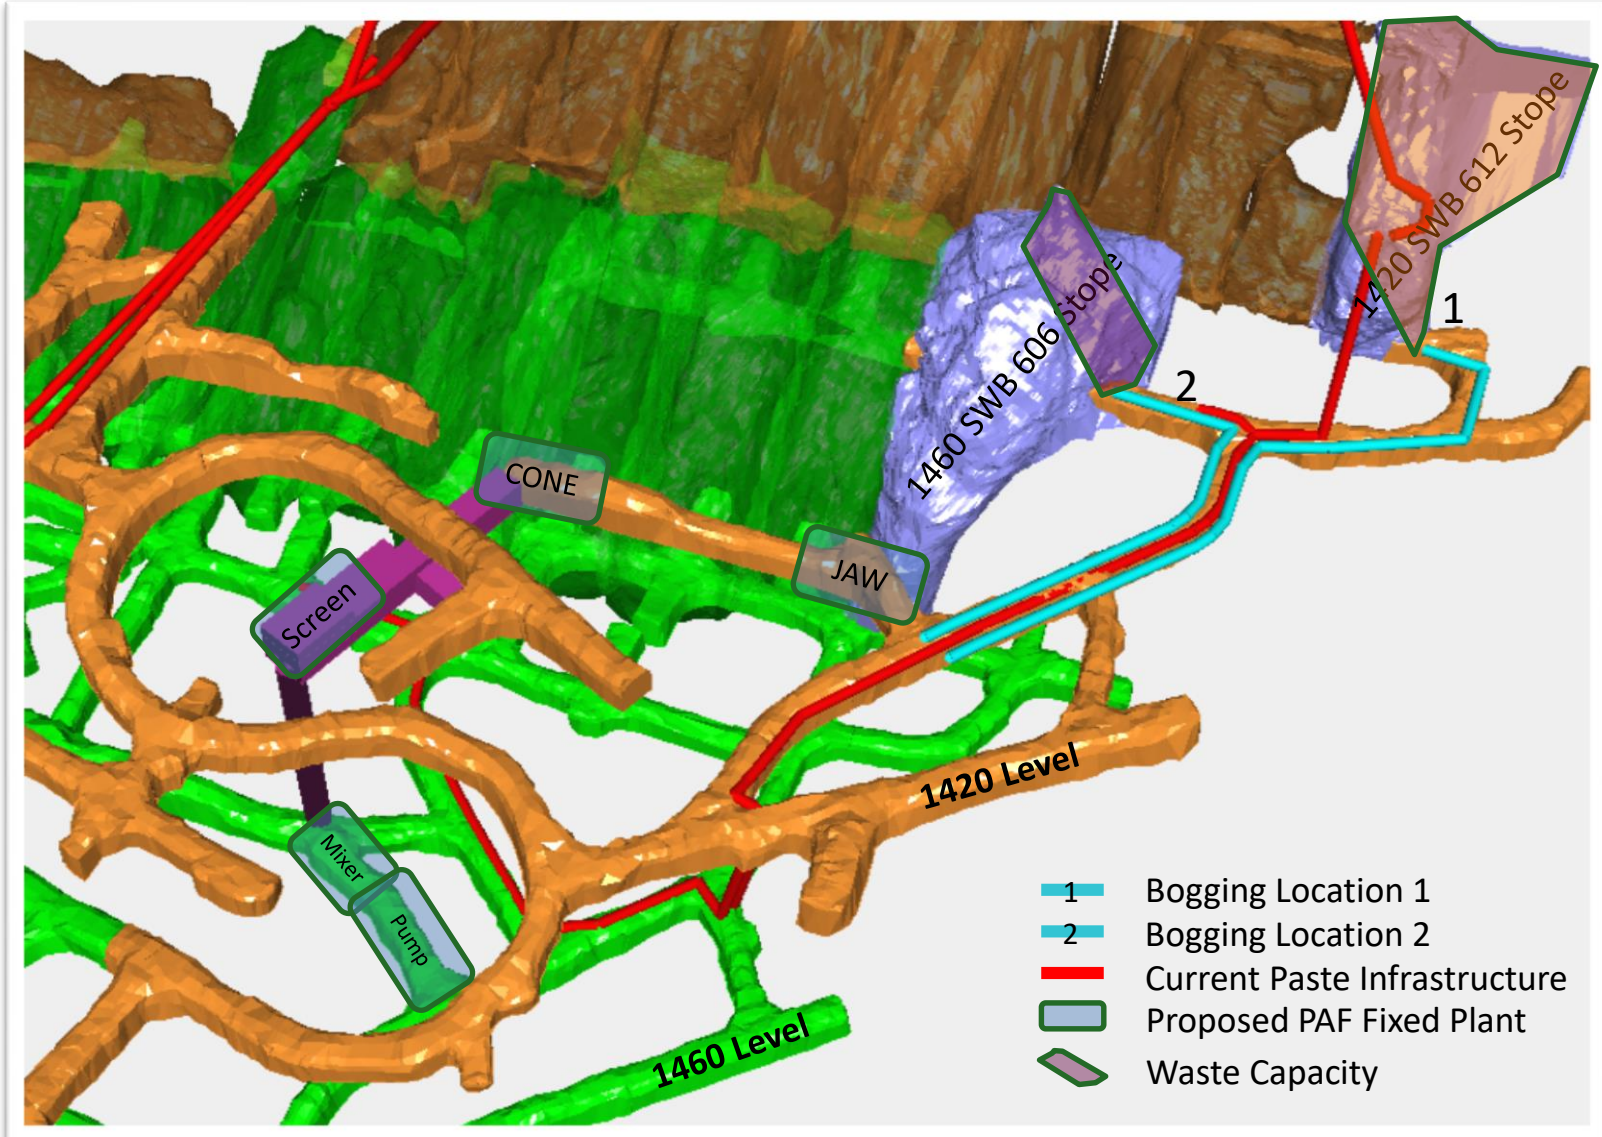 1420 SWB 612 Stope
1
1460 SWB 606 Stope
2
CONE
JAW
Screen
1420 Level
Mixer
Pump
1460 Level
1 Bogging Location 1
2 Bogging Location 2
Current Paste Infrastructure
Proposed PAF Fixed Plant
Waste Capacity